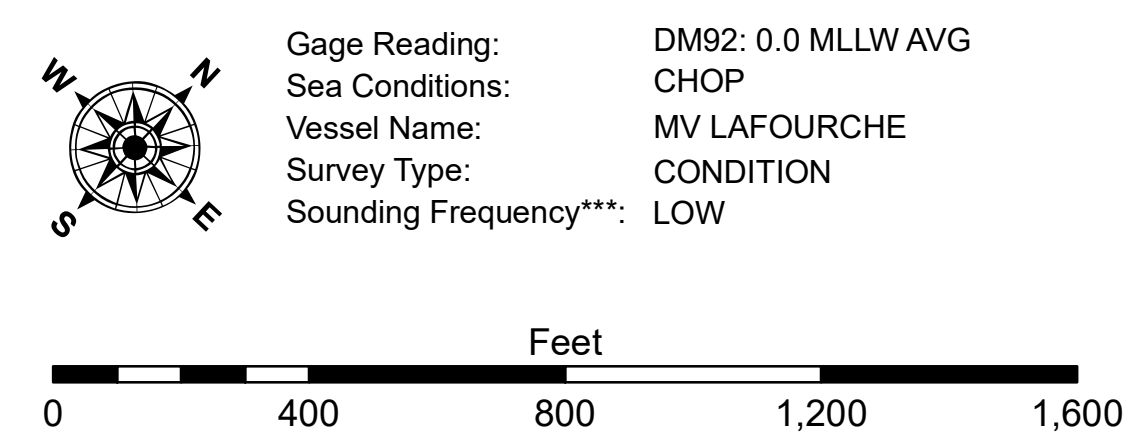 W N
S E
Gage Reading: DM92: 0.0 MLLW AVG
Sea Conditions: CHOP
Vessel Name: MV LAFOURCHE
Survey Type: CONDITION
Sounding Frequency***: LOW
Feet
0 400 800 1,200 1,600